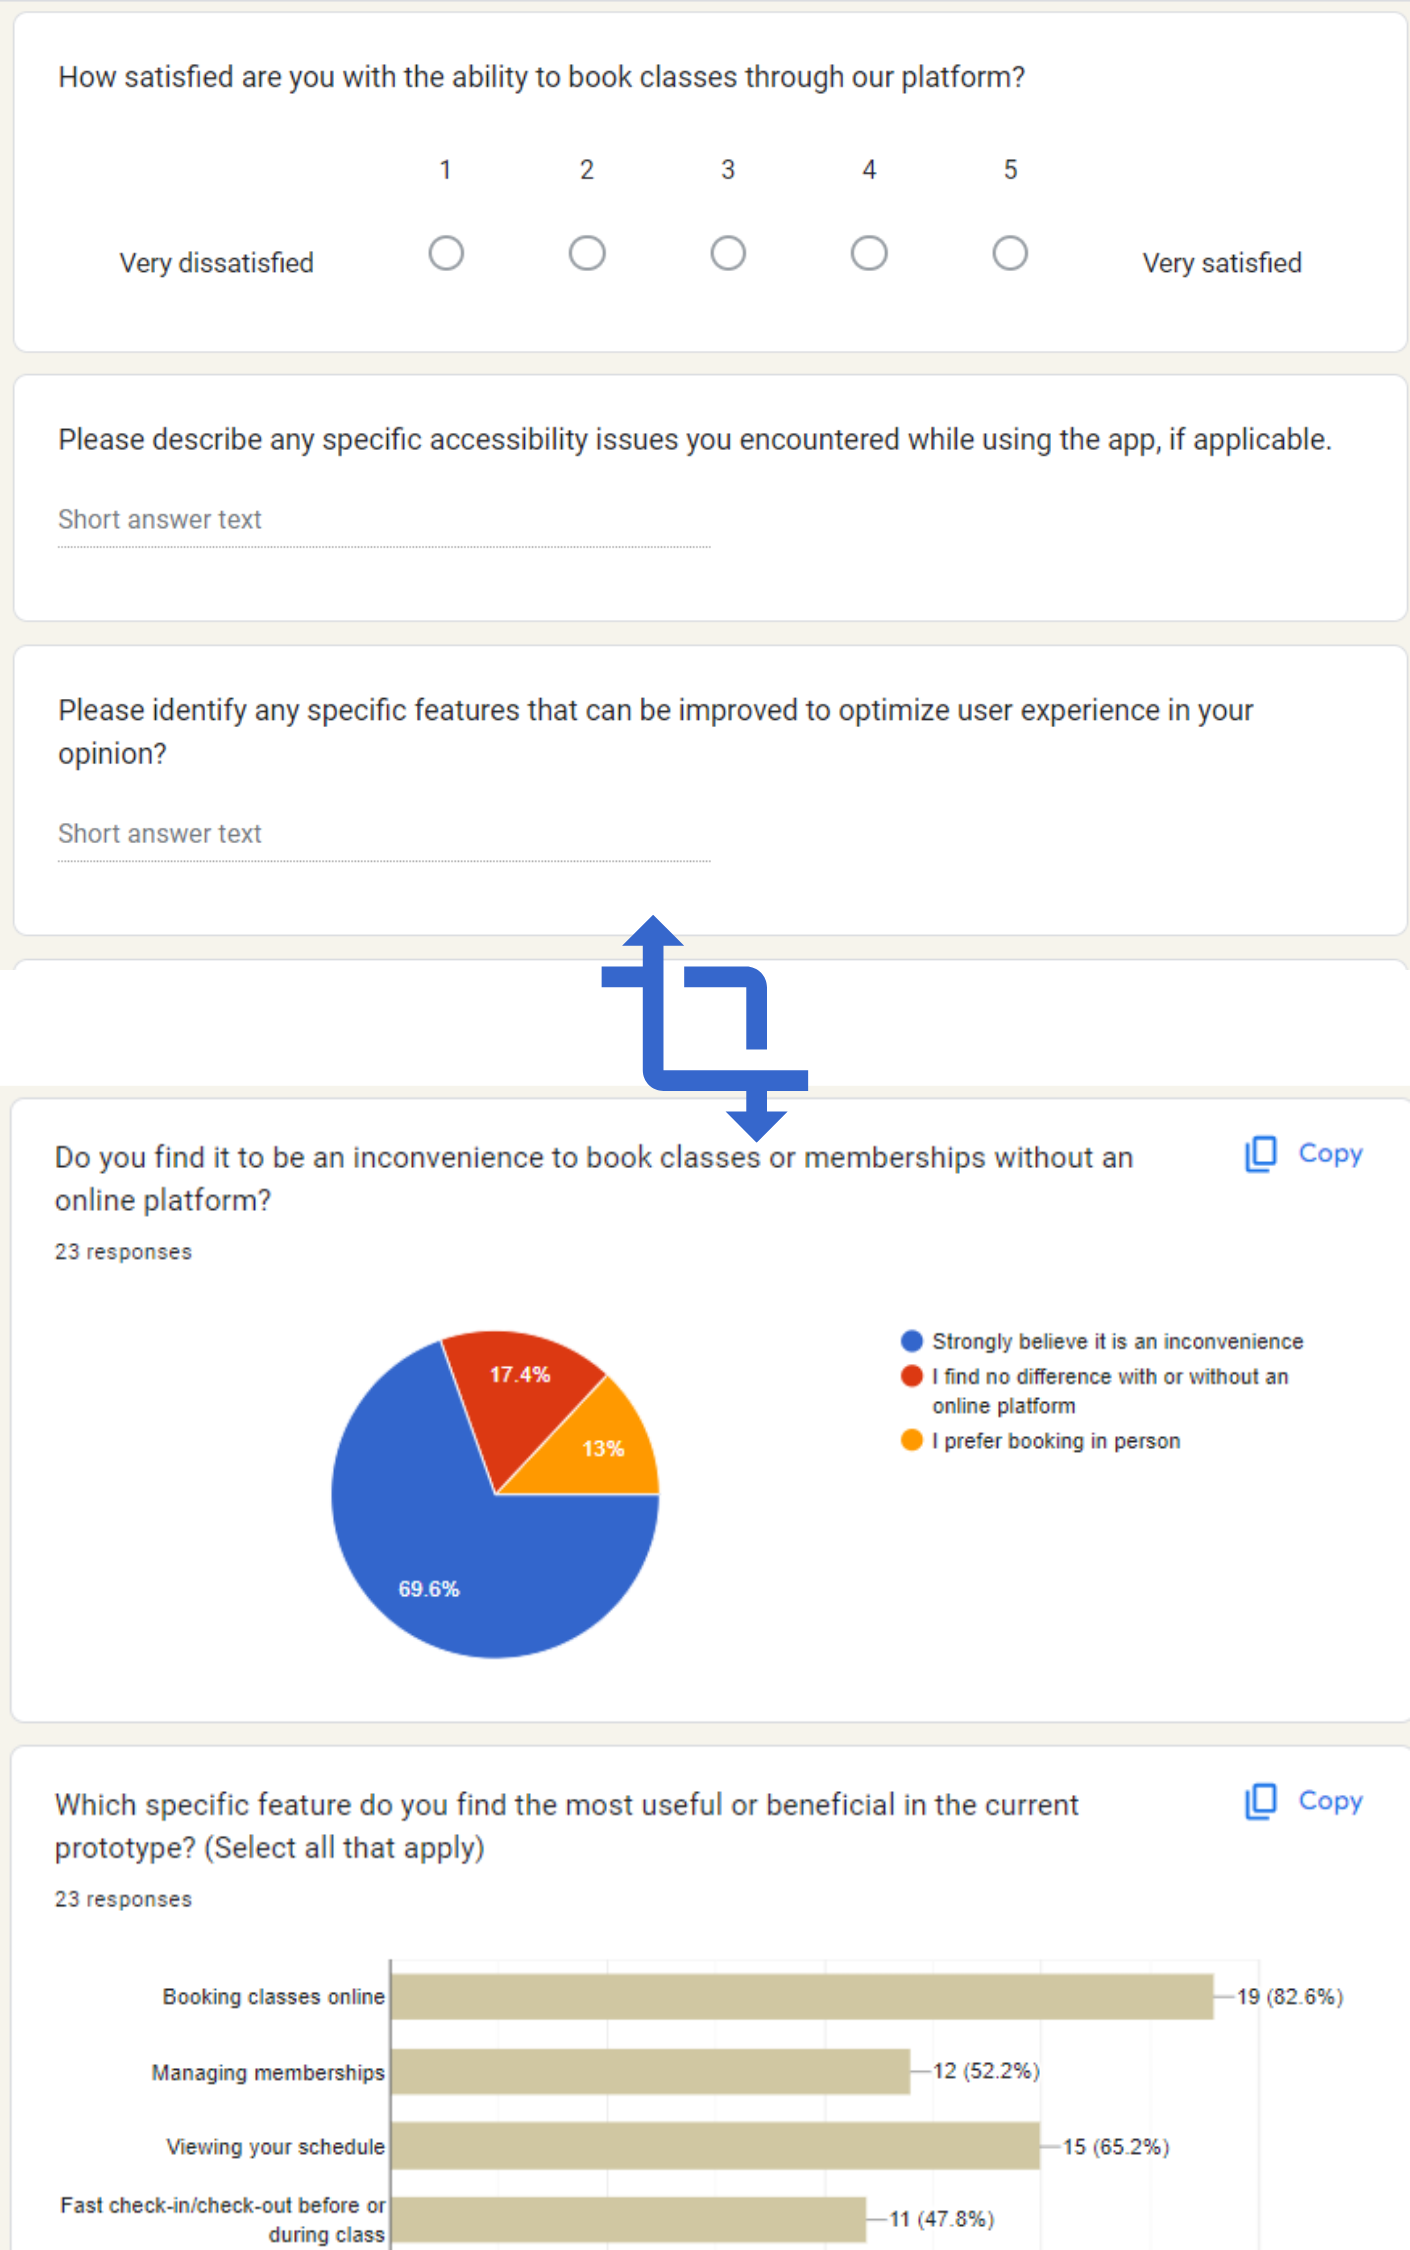 How satisfied are you with the ability to book classes through our platform?
1 2 3 4 5
Very dissatisfied Very satisfied
Please describe any specific accessibility issues you encountered while using the app, if applicable.
Short answer text
Please identify any specific features that can be improved to optimize user experience in your
opinion?
Short answer text
Do you find it to be an inconvenience to book classes or memberships without an
online platform?
Copy
23 responses
17.4%
13%
69.6%
Strongly believe it is an inconvenience
I find no difference with or without an
online platform
I prefer booking in person
Which specific feature do you find the most useful or beneficial in the current
prototype? (Select all that apply)
Copy
23 responses
Booking classes online 19 (82.6%)
Managing memberships 12 (52.2%)
Viewing your schedule 15 (65.2%)
Fast check-in/check-out before or
during class
11 (47.8%)